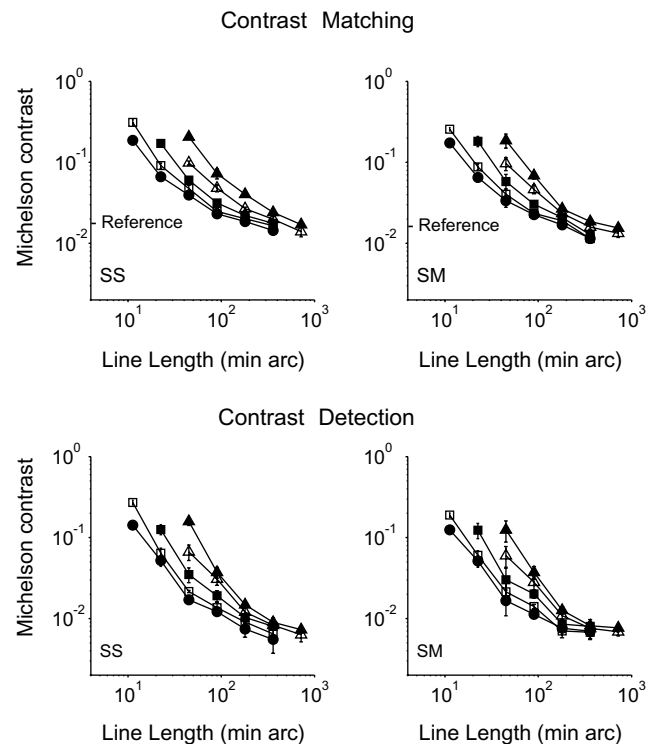 Contrast Matching
Michelson contrast
10^0
10^-1
10^-2
Reference
SS
10^1
10^2
10^3
Line Length (min arc)
10^0
10^-1
10^-2
Reference
SM
10^1
10^2
10^3
Line Length (min arc)
Contrast Detection
Michelson contrast
10^0
10^-1
10^-2
SS
10^1
10^2
10^3
Line Length (min arc)
10^0
10^-1
10^-2
SM
10^1
10^2
10^3
Line Length (min arc)